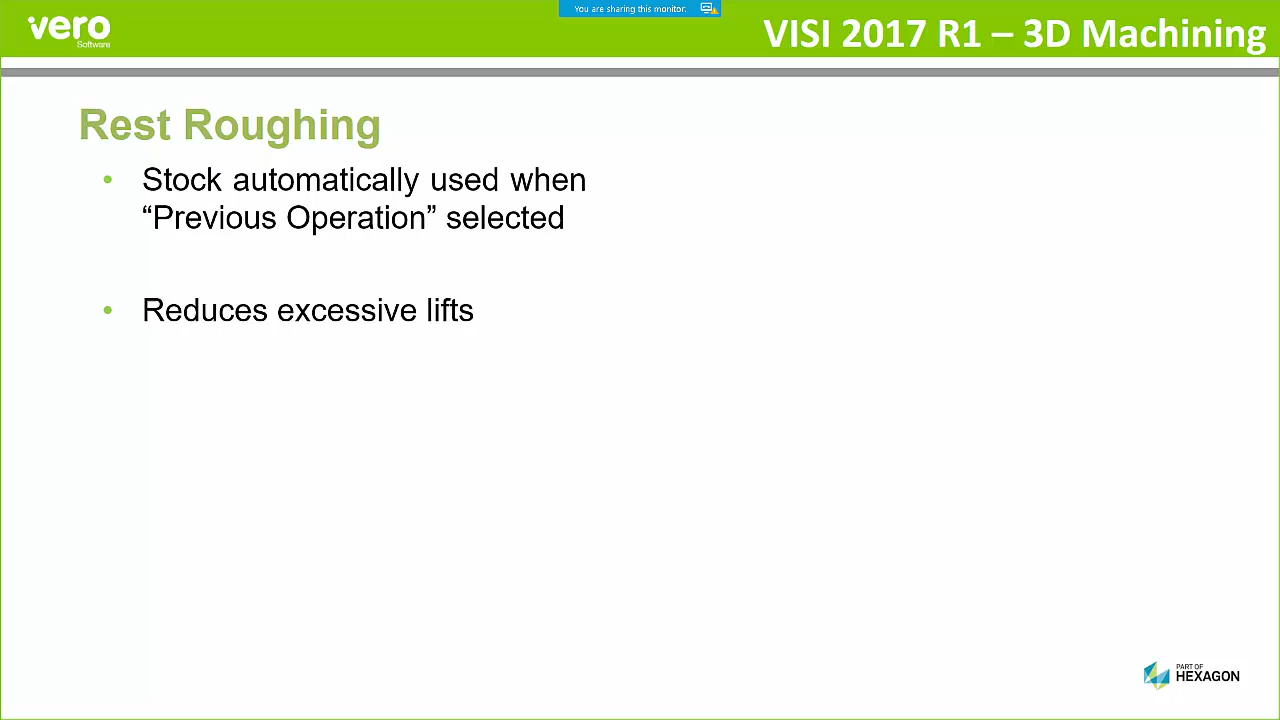 You are sharing this monitor.
vero
Software
VISI 2017 R1 – 3D Machining
Rest Roughing
• Stock automatically used when
“Previous Operation” selected
• Reduces excessive lifts
PART OF
HEXAGON